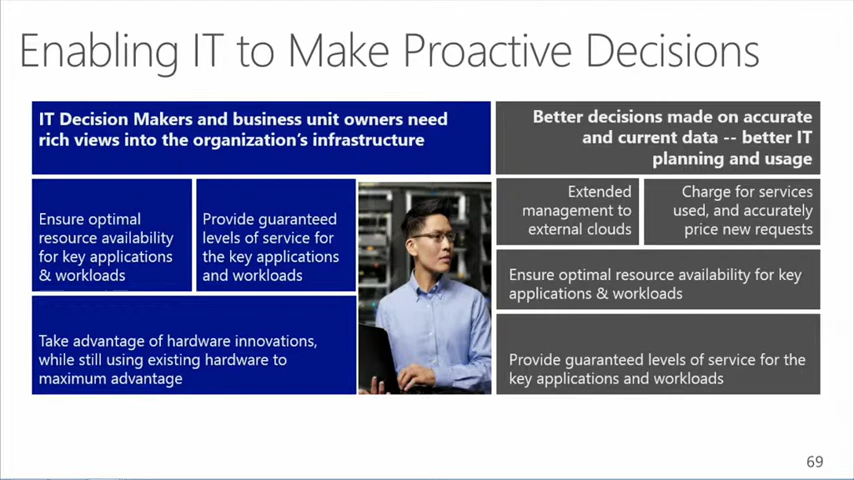 Enabling IT to Make Proactive Decisions
IT Decision Makers and business unit owners need
rich views into the organization's infrastructure
Better decisions made on accurate
and current data -- better IT
planning and usage
Ensure optimal
resource availability
for key applications
& workloads
Provide guaranteed
levels of service for
the key applications
and workloads
Extended
management to
external clouds
Charge for services
used, and accurately
price new requests
Ensure optimal resource availability for key
applications & workloads
Take advantage of hardware innovations,
while still using existing hardware to
maximum advantage
Provide guaranteed levels of service for the
key applications and workloads
69